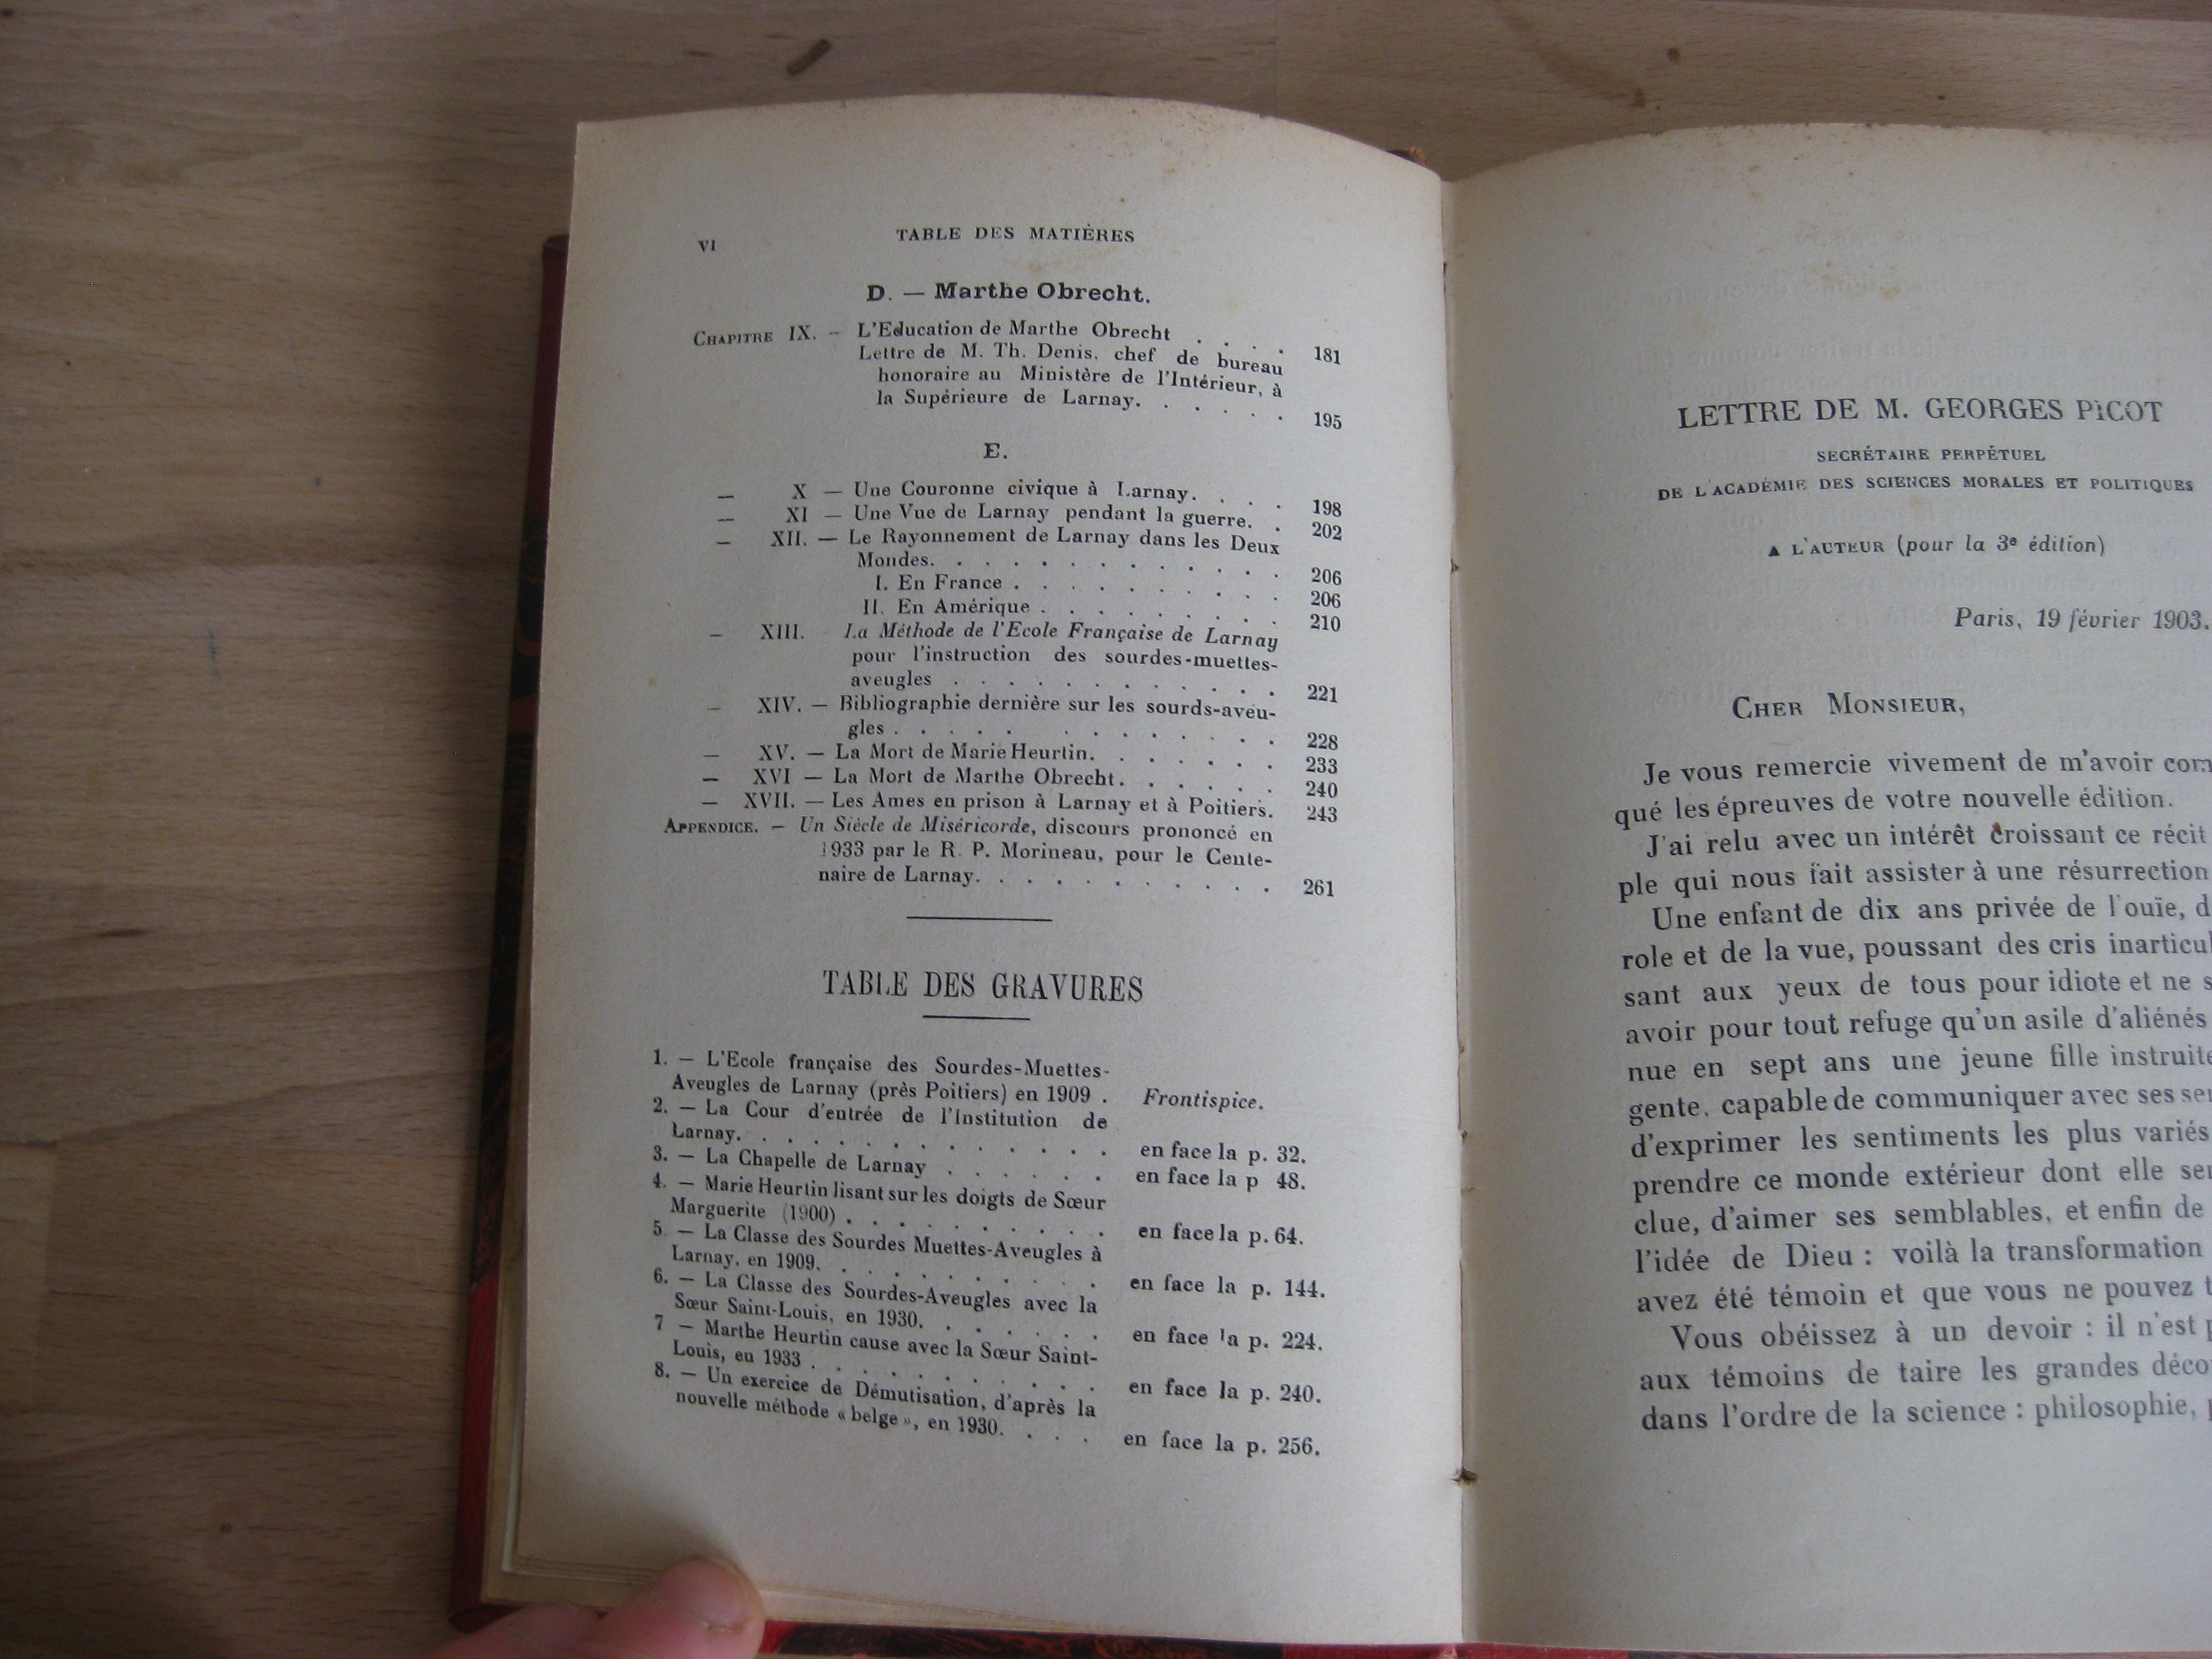 VI
TABLE DES MATIÈRES
D. — Marthe Obrecht.
CHAPITRE IX. — L'Education de Marthe Obrecht . . . . 181
Lettre de M. Th. Denis, chef de bureau
honoraire au Ministère de l'Intérieur, à
la Supérieure de Larnay. . . . . . 195
E.
— X — Une Couronne civique à Larnay. . . . 198
— XI — Une Vue de Larnay pendant la guerre. . 202
— XII. — Le Rayonnement de Larnay dans les Deux
Mondes. . . . . . . . . . . . . 206
I. En France . . . . . . . . . . 206
II. En Amérique . . . . . . . . . 210
— XIII. - La Méthode de l'Ecole Française de Larnay
pour l'instruction des sourdes-muettes-
aveugles . . . . . . . . . . . . 221
— XIV. — Bibliographie dernière sur les sourds-aveu-
gles . . . . . . . . . . . . 228
— XV. — La Mort de Marie Heurtin. . . . . . . 233
— XVI — La Mort de Marthe Obrecht. . . . . . 240
— XVII. — Les Ames en prison à Larnay et à Poitiers. 243
APPENDICE. — Un Siècle de Miséricorde, discours prononcé en
1933 par le R. P. Morineau, pour le Cente-
naire de Larnay. . . . . . . . . . . 261
TABLE DES GRAVURES
1. — L'Ecole française des Sourdes-Muettes-
Aveugles de Larnay (près Poitiers) en 1909 . Frontispice.
2. — La Cour d'entrée de l'Institution de
Larnay. . . . . . . . . . . . . . en face la p. 32.
3. — La Chapelle de Larnay . . . . . . en face la p 48.
4. — Marie Heurtin lisant sur les doigts de Sœur
Marguerite (1900) . . . . . . . . . . en face la p. 64.
5 — La Classe des Sourdes Muettes-Aveugles à
Larnay, en 1909. . . . . . . . . . . en face la p. 144.
6. — La Classe des Sourdes-Aveugles avec la
Sœur Saint-Louis, en 1930. . . . . . . en face la p. 224.
7 — Marthe Heurtin cause avec la Sœur Saint-
Louis, eu 1933 . . . . . . . . . . . en face la p. 240.
8. — Un exercice de Démutisation, d'après la
nouvelle méthode « belge », en 1930. . . . en face la p. 256.
LETTRE DE M. GEORGES PICOT
SECRÉTAIRE PERPÉTUEL
DE L'ACADÉMIE DES SCIENCES MORALES ET POLITIQUES
A L'AUTEUR (pour la 3e édition)
Paris, 19 février 1903.
CHER MONSIEUR,
Je vous remercie vivement de m'avoir com
qué les épreuves de votre nouvelle édition.
J'ai relu avec un intérêt croissant ce récit
ple qui nous fait assister à une résurrection
Une enfant de dix ans privée de l'ouïe, d
role et de la vue, poussant des cris inarticul
sant aux yeux de tous pour idiote et ne s
avoir pour tout refuge qu'un asile d'aliénés
nue en sept ans une jeune fille instruite
gente, capable de communiquer avec ses sem
d'exprimer les sentiments les plus variés
prendre ce monde extérieur dont elle sem
clue, d'aimer ses semblables, et enfin de
l'idée de Dieu : voilà la transformation
avez été témoin et que vous ne pouvez t
Vous obéissez à un devoir : il n'est p
aux témoins de taire les grandes déco
dans l'ordre de la science : philosophie, p